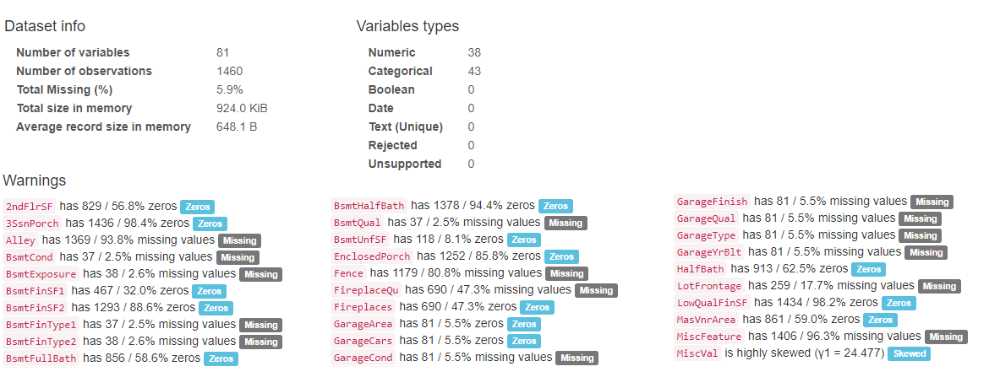 Dataset info
Number of variables 81
Number of observations 1460
Total Missing (%) 5.9%
Total size in memory 924.0 KiB
Average record size in memory 648.1 B
Variables types
Numeric 38
Categorical 43
Boolean 0
Date 0
Text (Unique) 0
Rejected 0
Unsupported 0
Warnings
2ndFlrSF has 829 / 56.8% zeros Zeros
3SsnPorch has 1436 / 98.4% zeros Zeros
Alley has 1369 / 93.8% missing values Missing
BsmtCond has 37 / 2.5% missing values Missing
BsmtExposure has 38 / 2.6% missing values Missing
BsmtFinSF1 has 467 / 32.0% zeros Zeros
BsmtFinSF2 has 1293 / 88.6% zeros Zeros
BsmtFinType1 has 37 / 2.5% missing values Missing
BsmtFinType2 has 38 / 2.6% missing values Missing
BsmtFullBath has 856 / 58.6% zeros Zeros
BsmtHalfBath has 1378 / 94.4% zeros Zeros
BsmtQual has 37 / 2.5% missing values Missing
BsmtUnfSF has 118 / 8.1% zeros Zeros
EnclosedPorch has 1252 / 85.8% zeros Zeros
Fence has 1179 / 80.8% missing values Missing
FireplaceQu has 690 / 47.3% missing values Missing
Fireplaces has 690 / 47.3% zeros Zeros
GarageArea has 81 / 5.5% zeros Zeros
GarageCars has 81 / 5.5% zeros Zeros
GarageCond has 81 / 5.5% missing values Missing
GarageFinish has 81 / 5.5% missing values Missing
GarageQual has 81 / 5.5% missing values Missing
GarageType has 81 / 5.5% missing values Missing
GarageYrBlt has 81 / 5.5% missing values Missing
HalfBath has 913 / 62.5% zeros Zeros
LotFrontage has 259 / 17.7% missing values Missing
LowQualFinSF has 1434 / 98.2% zeros Zeros
MasVnrArea has 861 / 59.0% zeros Zeros
MiscFeature has 1406 / 96.3% missing values Missing
MiscVal is highly skewed (γ1 = 24.477) Skewed